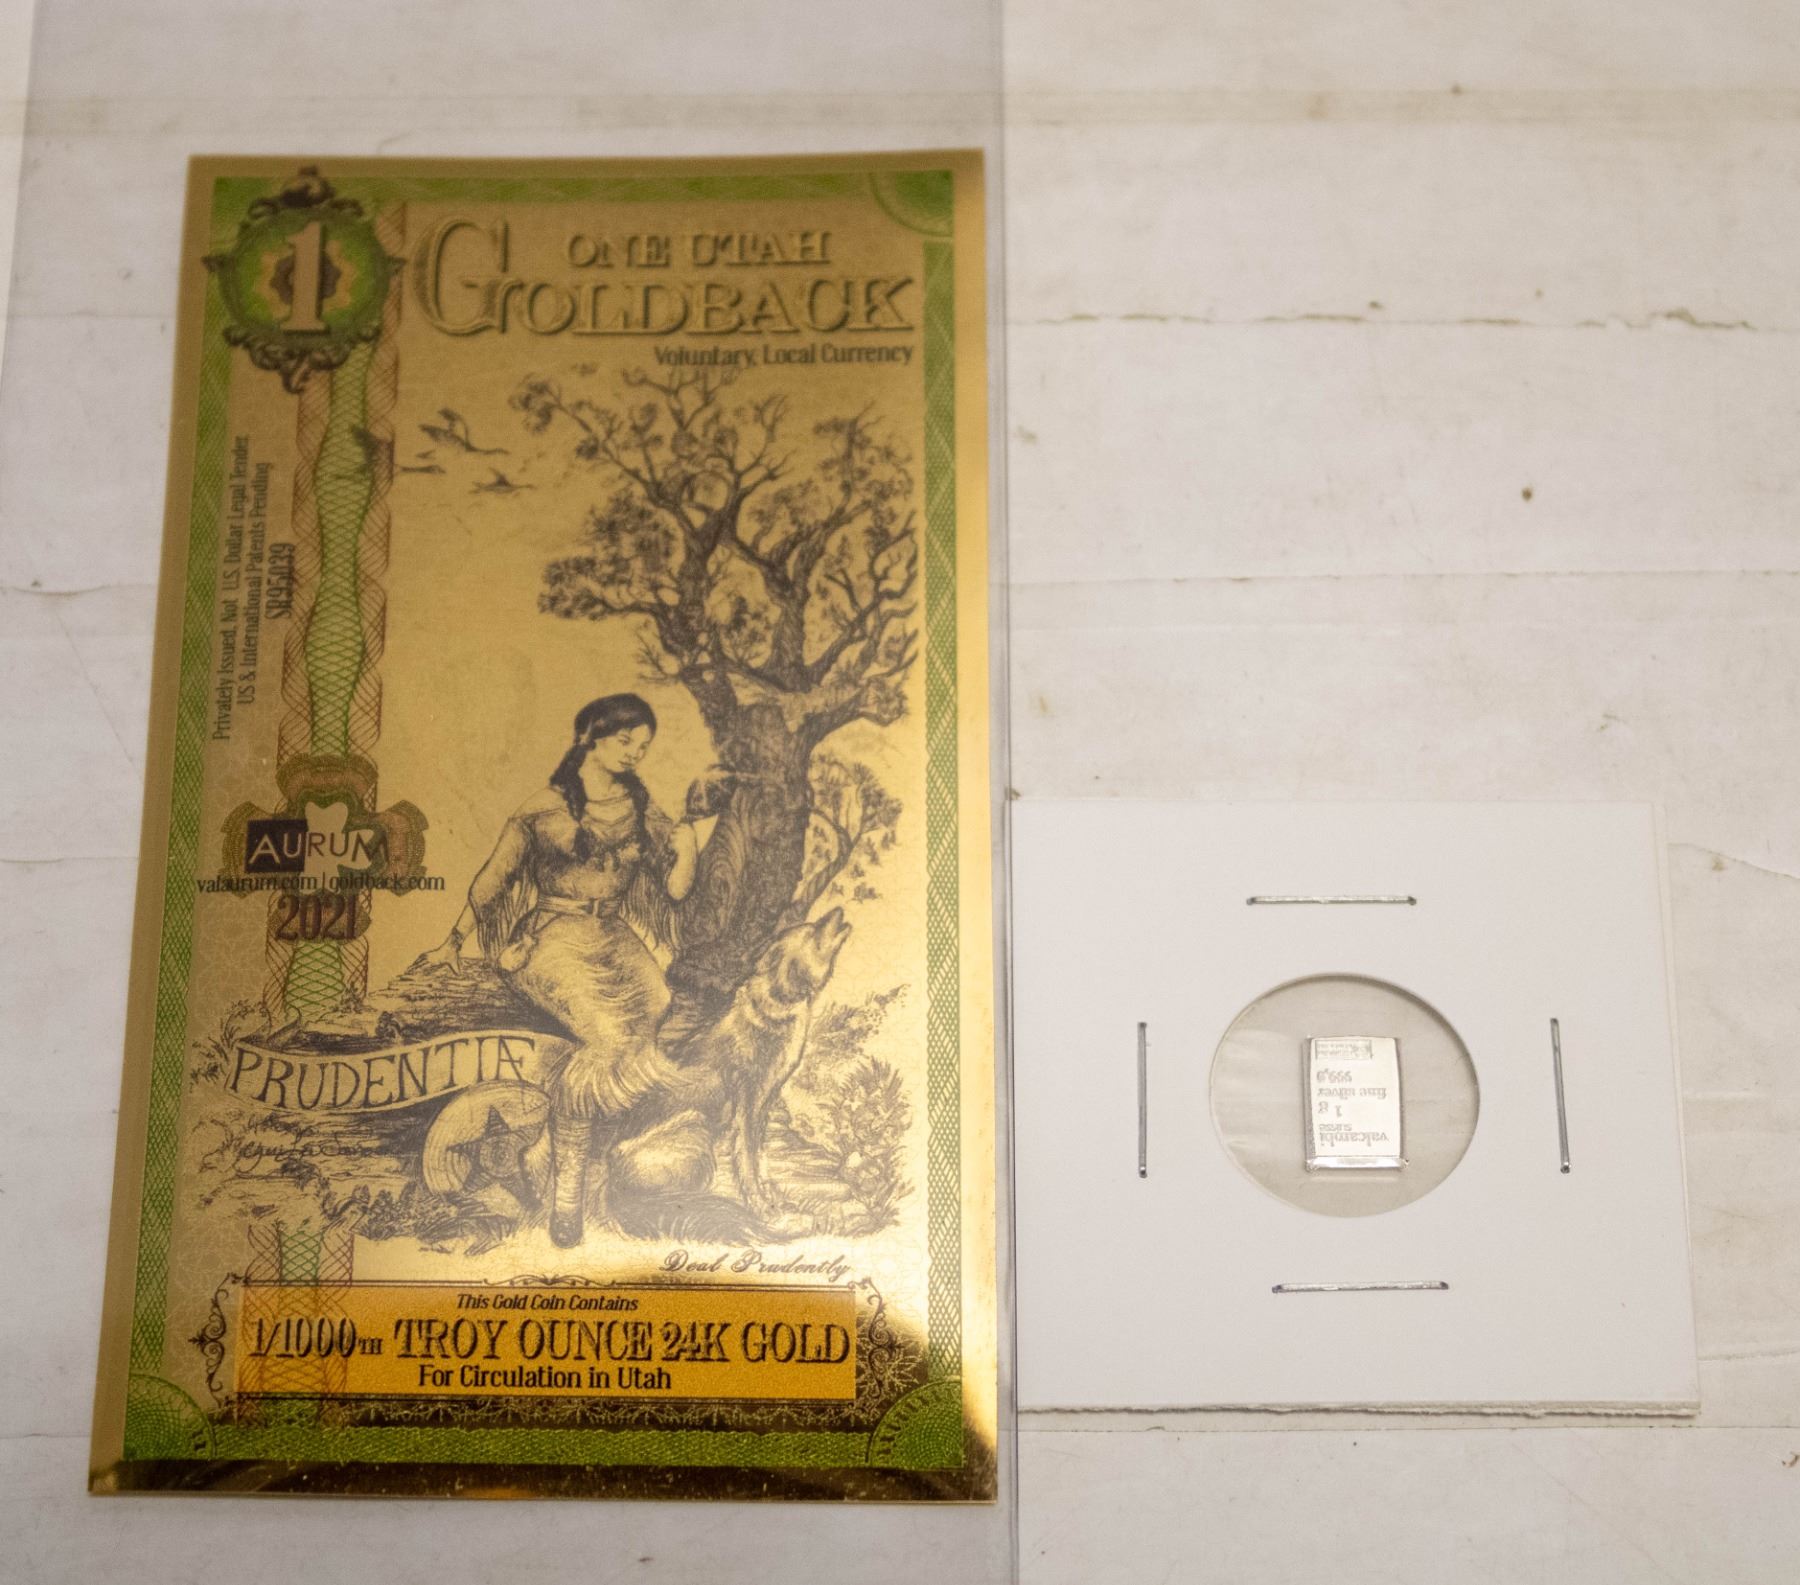 1
ONE UTAH
GOLDBACK
Voluntary, Local Currency
Privately Issued. Not U.S. Dollar Legal Tender
US & International Patents Pending
SR95039
AURUM
valaurum.com | goldback.com
2021
PRUDENTIÆ
Deal Prudently
This Gold Coin Contains
1/1000TH TROY OUNCE 24K GOLD
For Circulation in Utah
valcambi
suisse
1 g
fine silver
999,0